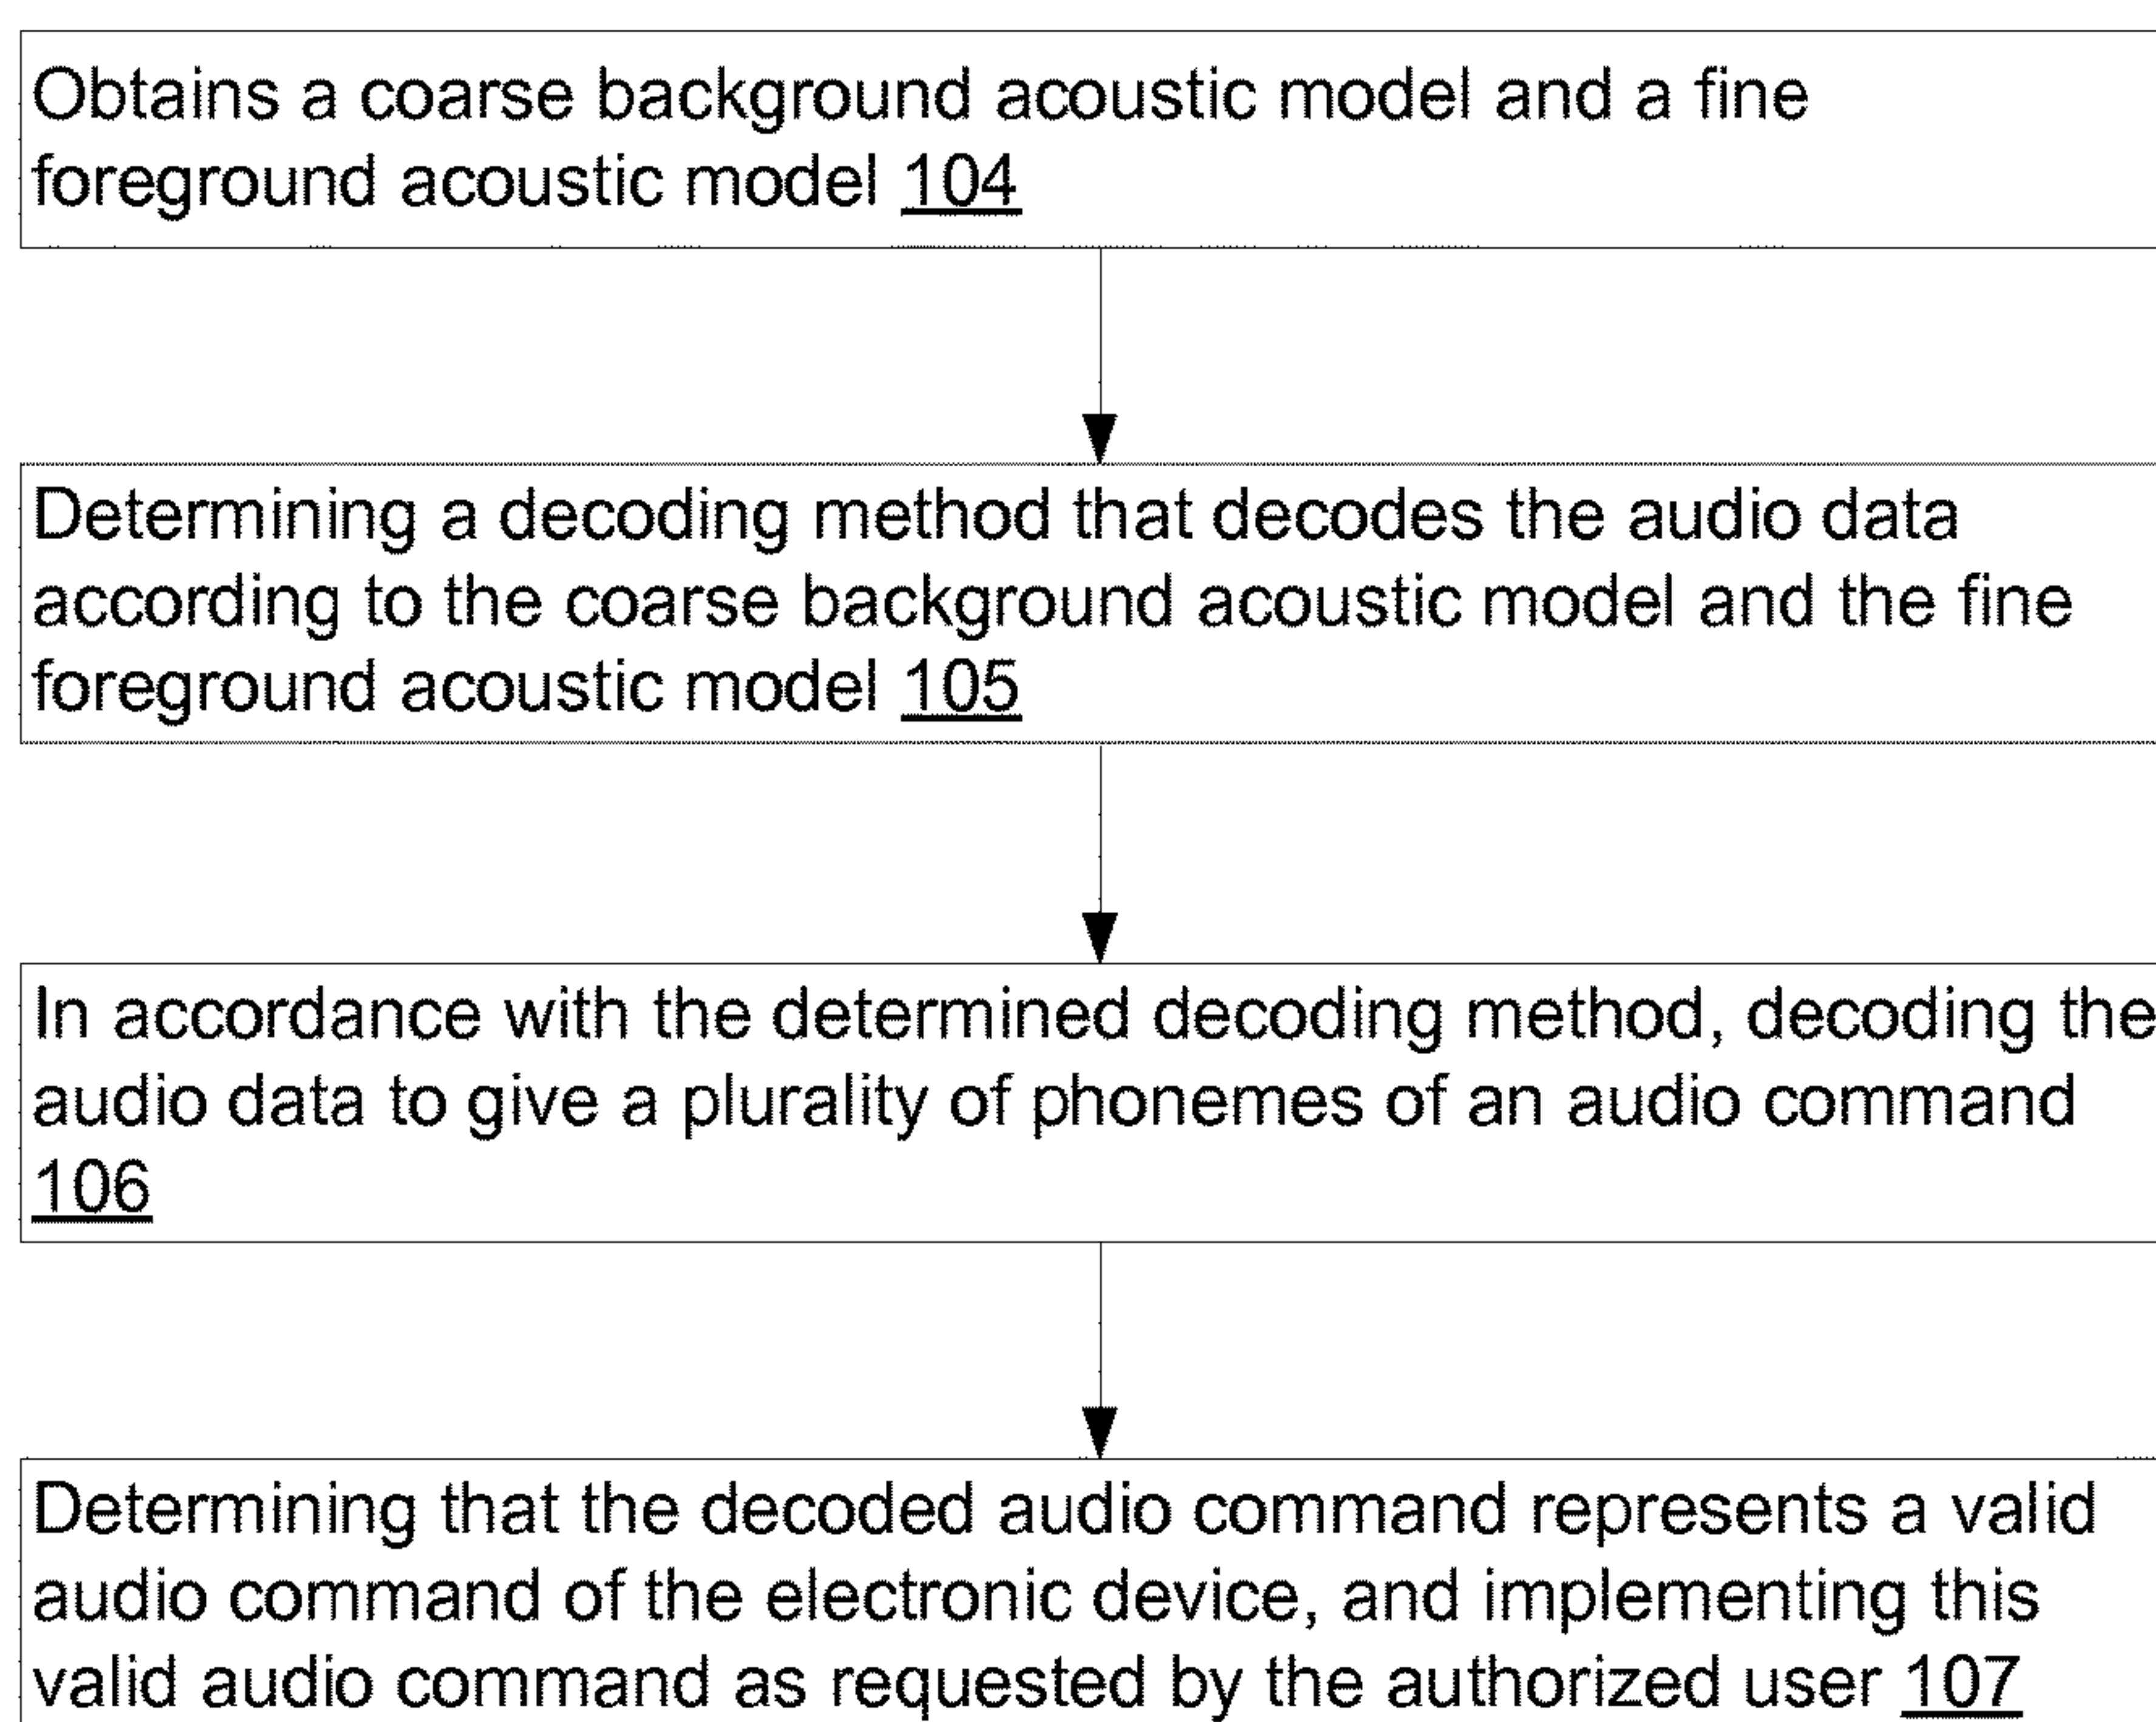 Obtains a coarse background acoustic model and a fine
foreground acoustic model 104
Determining a decoding method that decodes the audio data
according to the coarse background acoustic model and the fine
foreground acoustic model 105
In accordance with the determined decoding method, decoding the
audio data to give a plurality of phonemes of an audio command
106
Determining that the decoded audio command represents a valid
audio command of the electronic device, and implementing this
valid audio command as requested by the authorized user 107